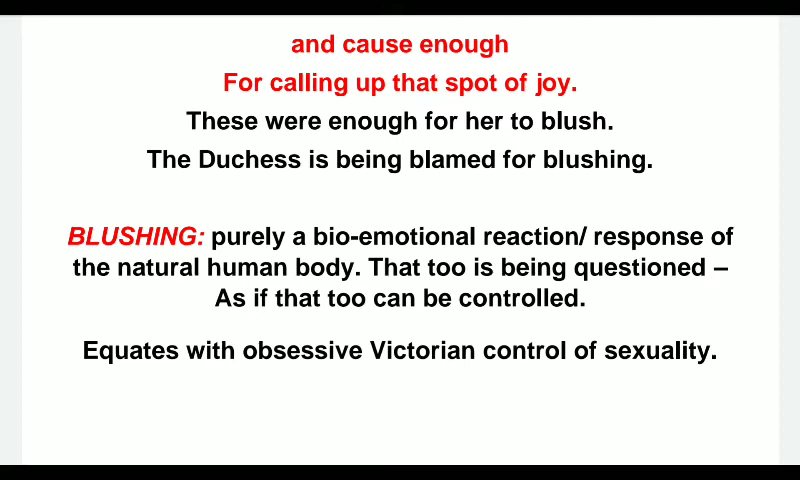 and cause enough
For calling up that spot of joy.
These were enough for her to blush.
The Duchess is being blamed for blushing.
BLUSHING: purely a bio-emotional reaction/ response of
the natural human body. That too is being questioned –
As if that too can be controlled.
Equates with obsessive Victorian control of sexuality.